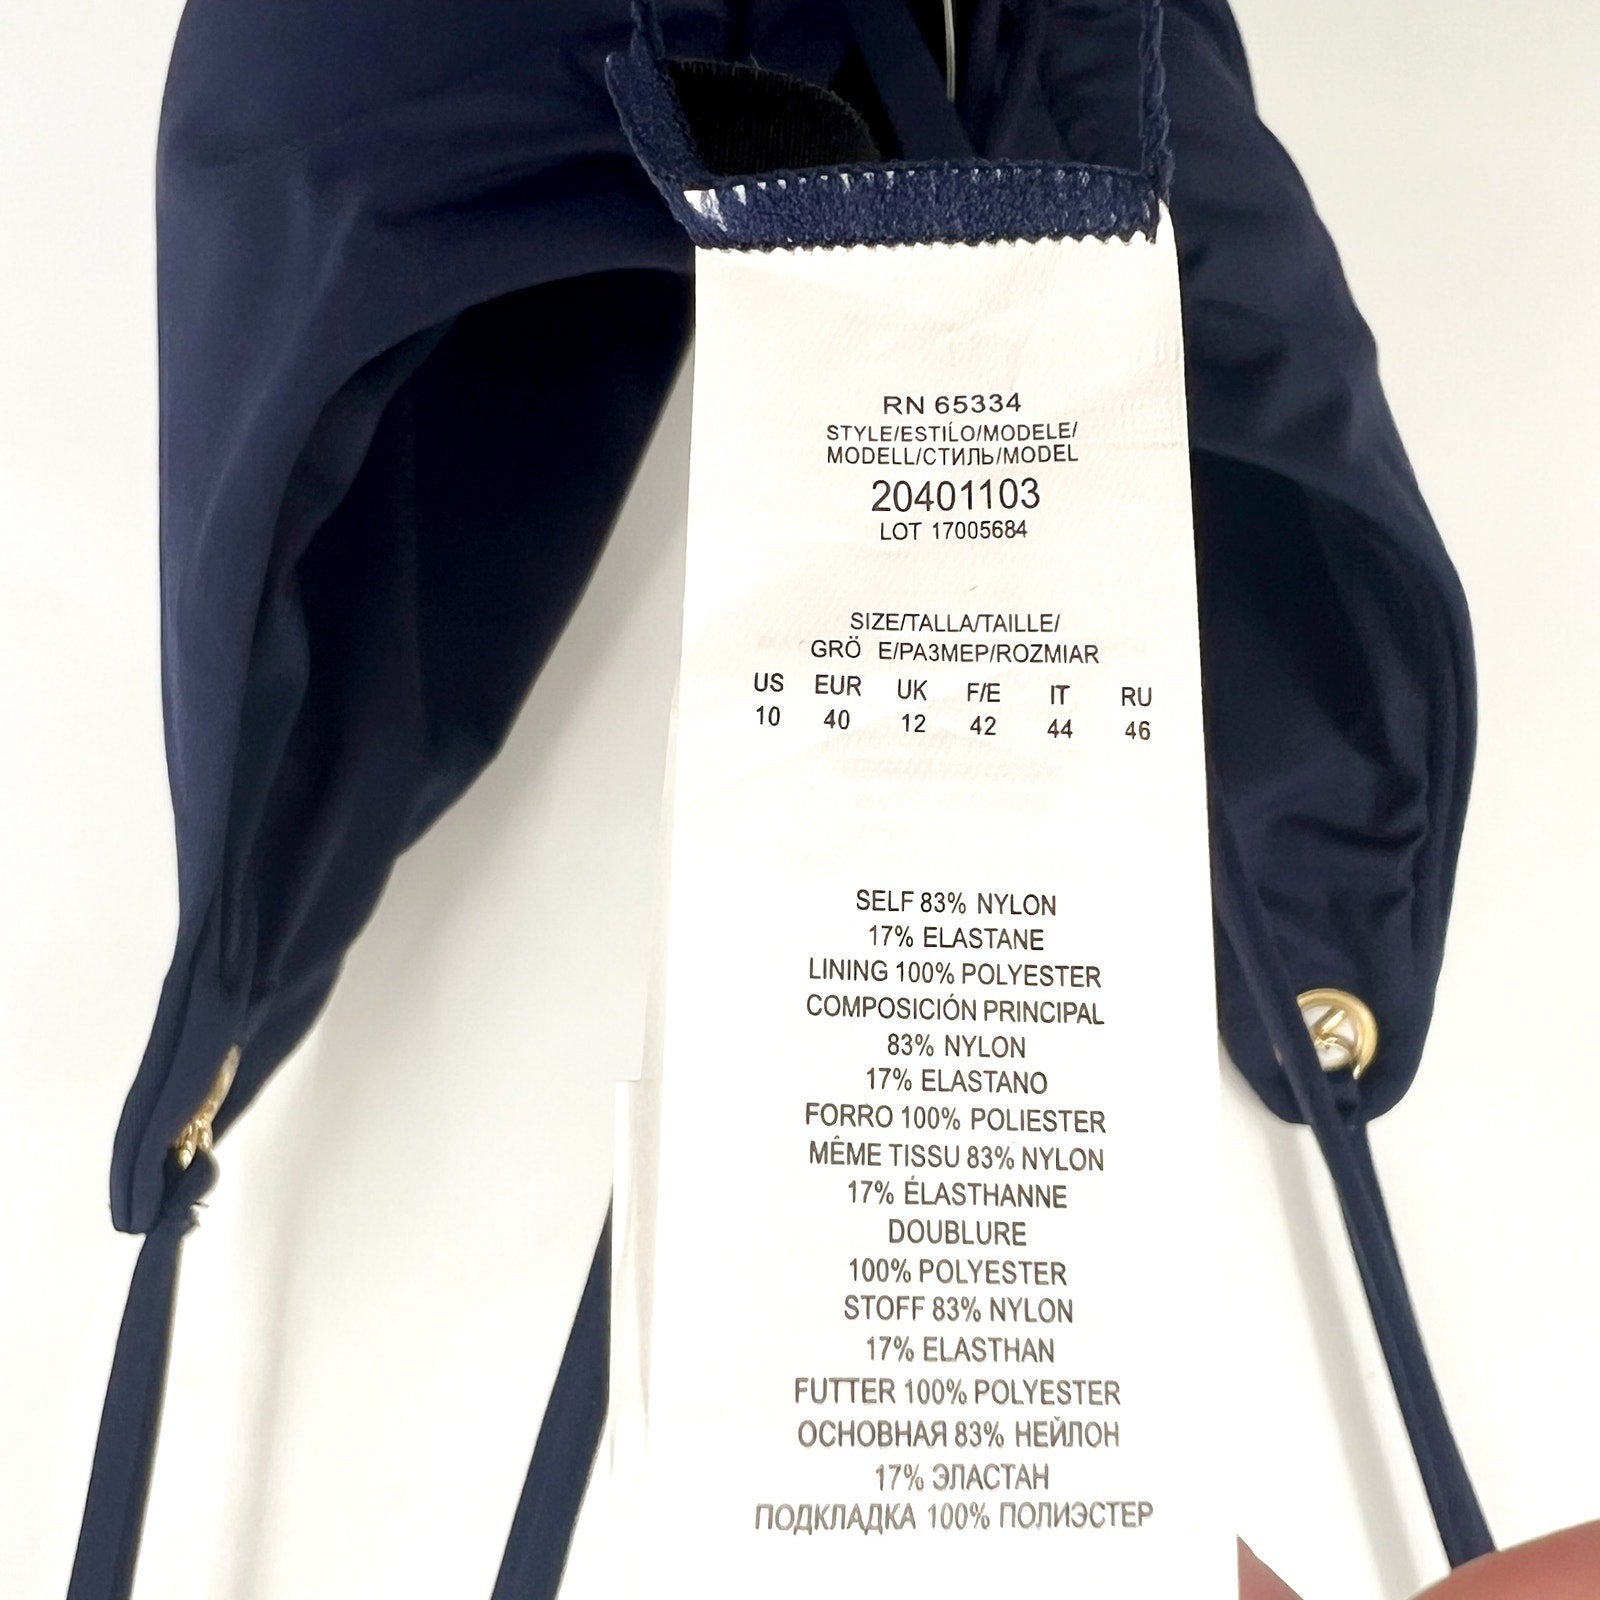 RN 65334
STYLE/ESTILO/MODELE/
MODELL/СТИЛЬ/MODEL
20401103
LOT 17005684
SIZE/TALLA/TAILLE/
GRÖ E/РАЗМЕР/ROZMIAR
US EUR UK F/E IT RU
10 40 12 42 44 46
SELF 83% NYLON
17% ELASTANE
LINING 100% POLYESTER
COMPOSICIÓN PRINCIPAL
83% NYLON
17% ELASTANO
FORRO 100% POLIESTER
MÊME TISSU 83% NYLON
17% ÉLASTHANNE
DOUBLURE
100% POLYESTER
STOFF 83% NYLON
17% ELASTHAN
FUTTER 100% POLYESTER
ОСНОВНАЯ 83% НЕЙЛОН
17% ЭЛАСТАН
ПОДКЛАДКА 100% ПОЛИЭСТЕР